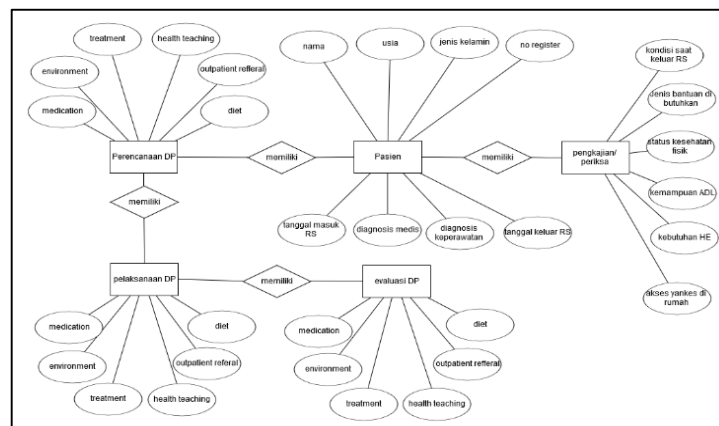 treatment
health teaching
environment
outpatient refferal
medication
diet
Perencanaan DP
memiliki
nama
usia
jenis kelamin
no register
memiliki
Pasien
memiliki
tanggal masuk
RS
diagnosis medis
diagnosis
keperawatan
tanggal keluar RS
kondisi saat
keluar RS
jenis bantuan di
butuhkan
status kesehatan
fisik
kemampuan ADL
kebutuhan HE
akses yankes di
rumah
pengkajian/
periksa
pelaksanaan DP
memiliki
evaluasi DP
medication
diet
environment
outpatient referal
treatment
health teaching
medication
diet
environment
outpatient refferal
treatment
health teaching